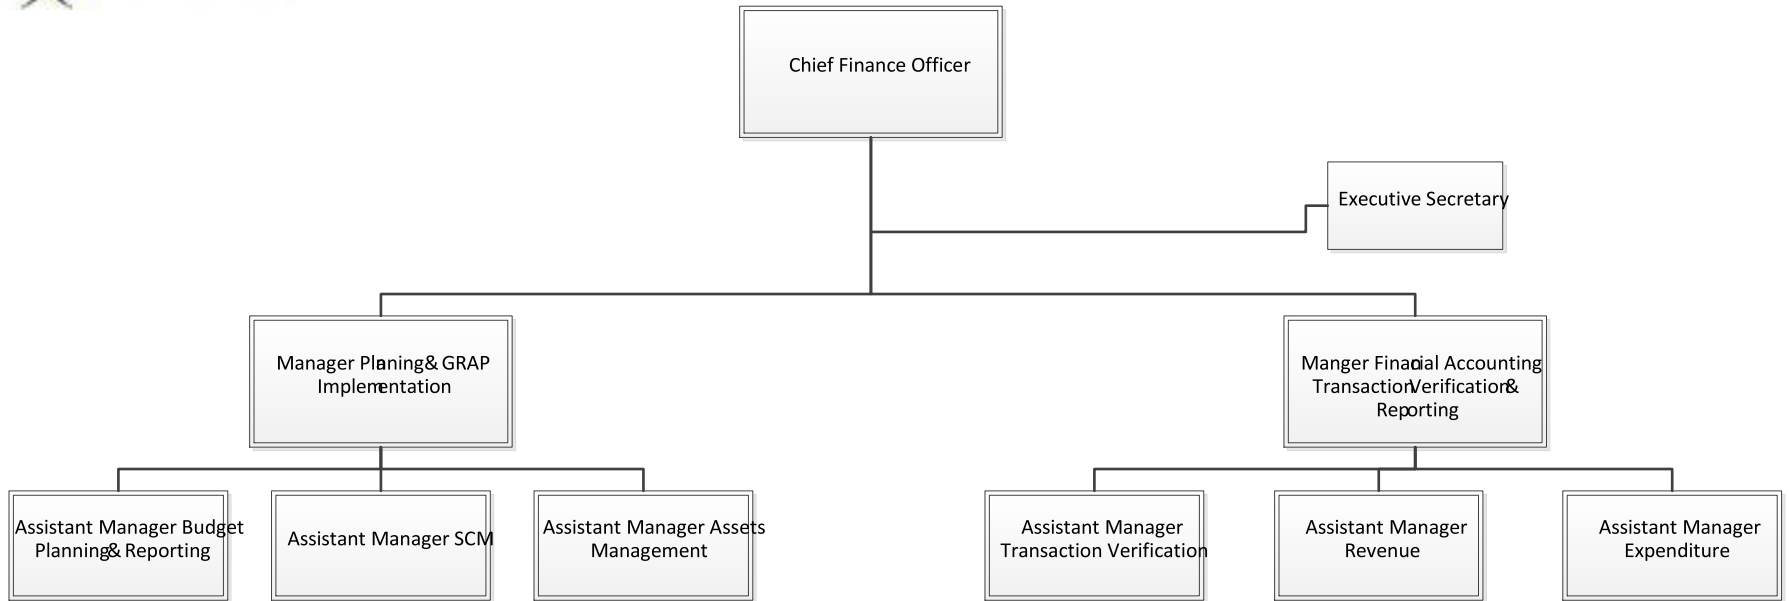 Chief Finance Officer
Executive Secretary
Manager Planing& GRAP
Implementation
Manger Financial Accounting
Transaction Verification&
Reporting
Assistant Manager Budget
Planning& Reporting
Assistant Manager SCM
Assistant Manager Assets
Management
Assistant Manager
Transaction Verification
Assistant Manager
Revenue
Assistant Manager
Expenditure